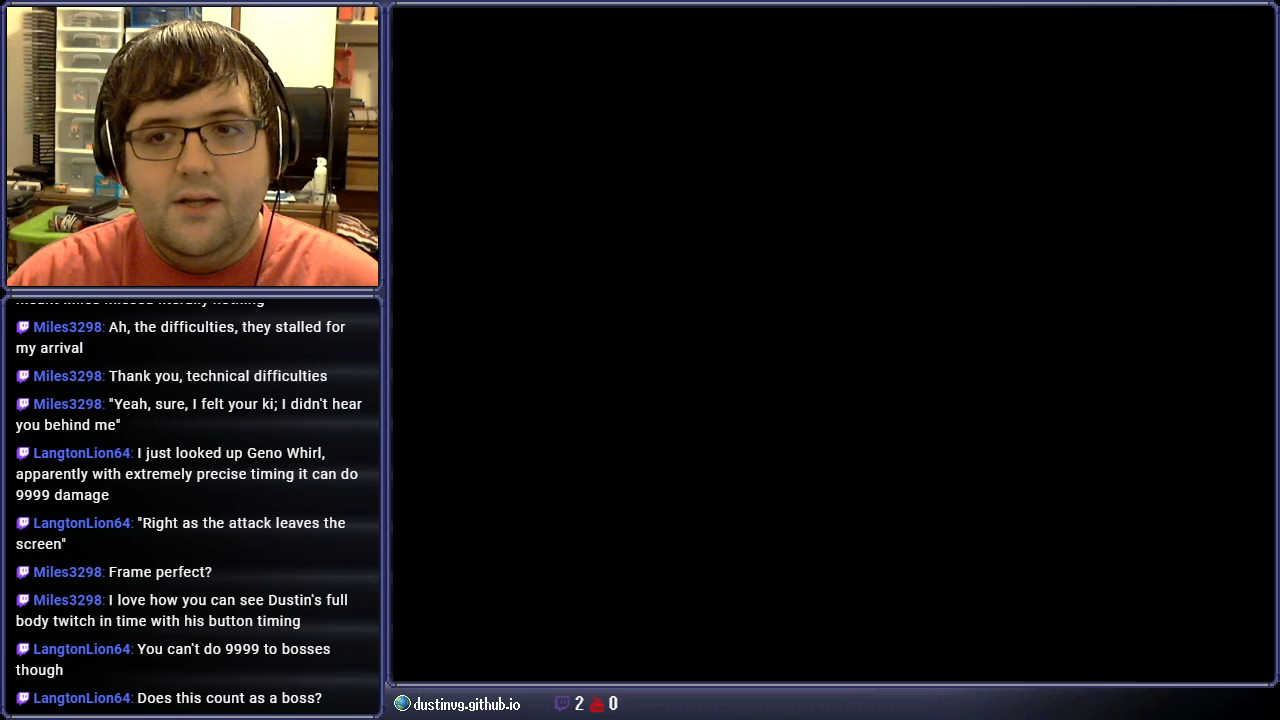 Miles3298: Ah, the difficulties, they stalled for
my arrival
Miles3298: Thank you, technical difficulties
Miles3298: "Yeah, sure, I felt your ki; I didn't hear
you behind me"
LangtonLion64: I just looked up Geno Whirl,
apparently with extremely precise timing it can do
9999 damage
LangtonLion64: "Right as the attack leaves the
screen"
Miles3298: Frame perfect?
Miles3298: I love how you can see Dustin's full
body twitch in time with his button timing
LangtonLion64: You can't do 9999 to bosses
though
LangtonLion64: Does this count as a boss?
dustinvg.github.io 2 0